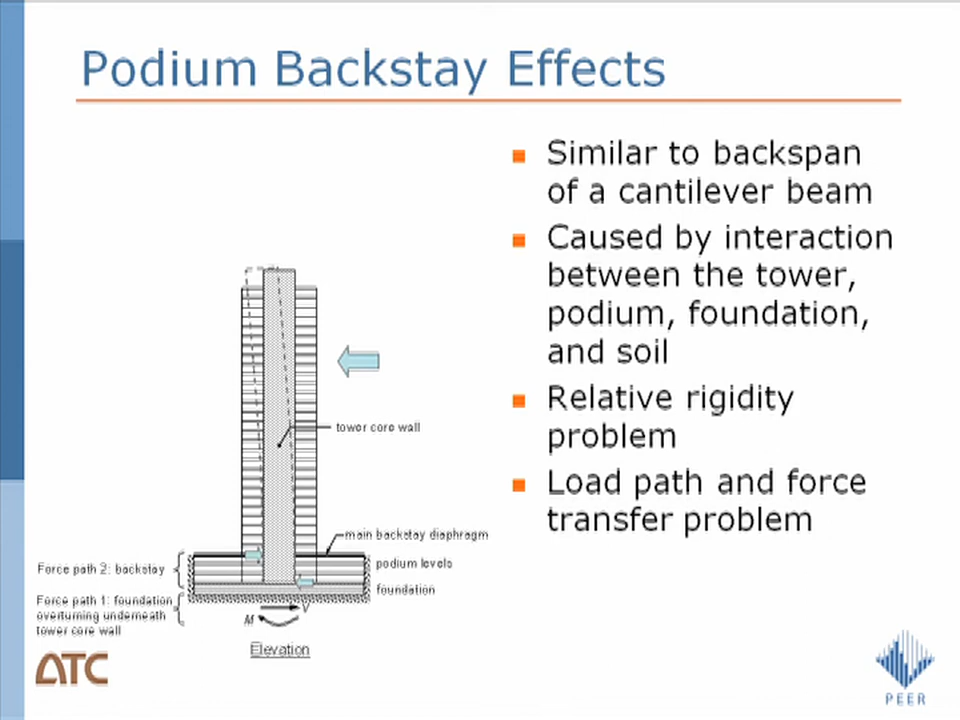 Podium Backstay Effects
Similar to backspan
of a cantilever beam
Caused by interaction
between the tower,
podium, foundation,
and soil
Relative rigidity
problem
Load path and force
transfer problem
tower core wall
main backstay diaphragm
podium levels
foundation
Force path 2: backstay
Force path 1: foundation
overturning underneath
tower core wall
V
M
Elevation
ATC
PEER